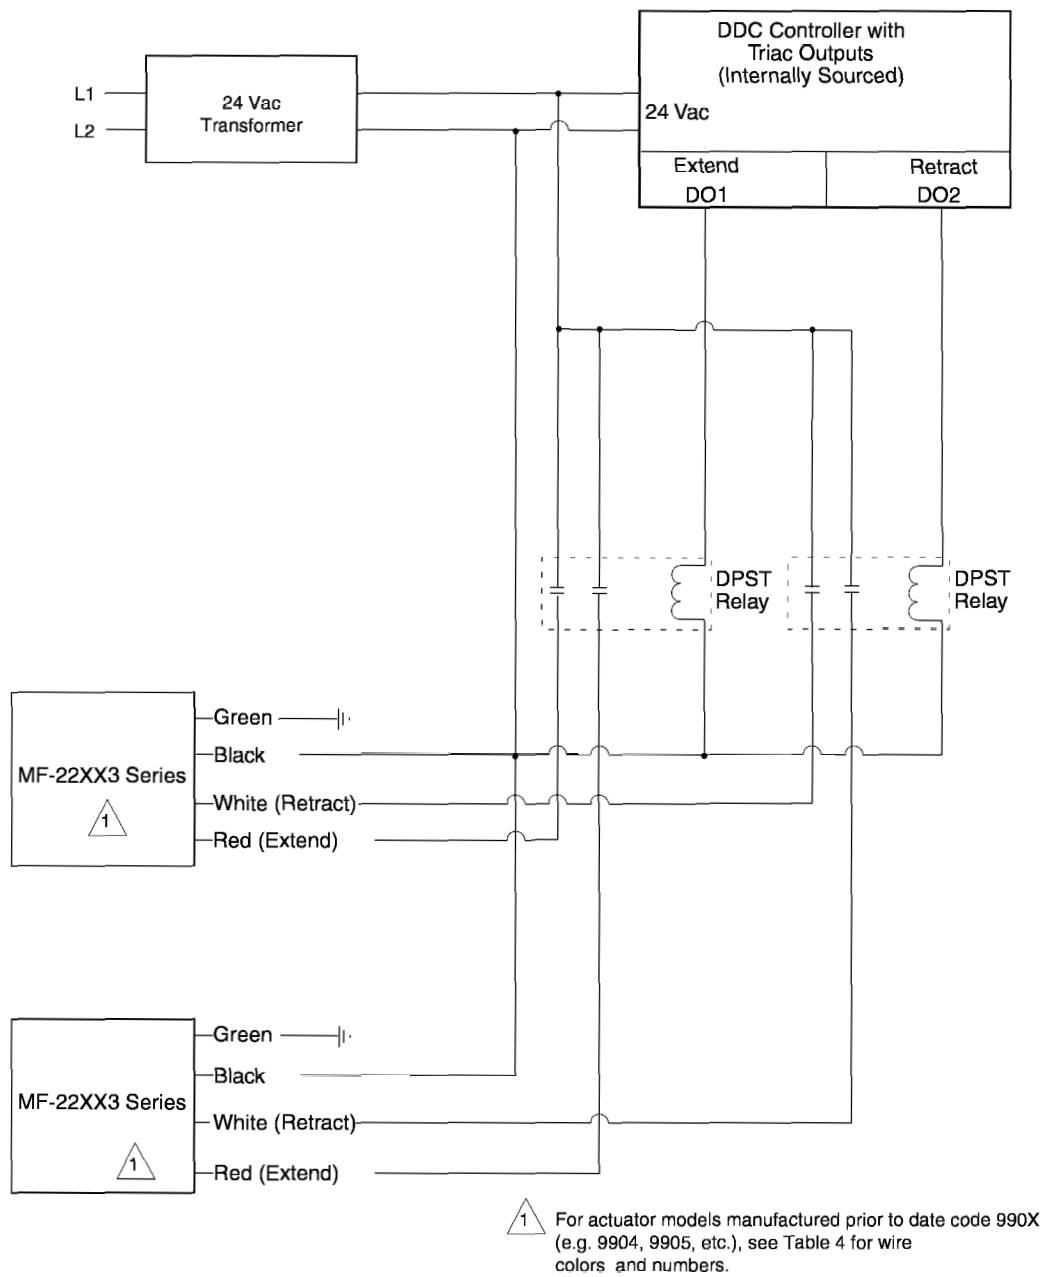 DDC Controller with
Triac Outputs
(Internally Sourced)
L1
L2
24 Vac
Transformer
24 Vac
Extend
DO1
Retract
DO2
DPST
Relay
DPST
Relay
MF-22XX3 Series
1
Green
Black
White (Retract)
Red (Extend)
MF-22XX3 Series
1
Green
Black
White (Retract)
Red (Extend)
1
For actuator models manufactured prior to date code 990X
(e.g. 9904, 9905, etc.), see Table 4 for wire
colors and numbers.